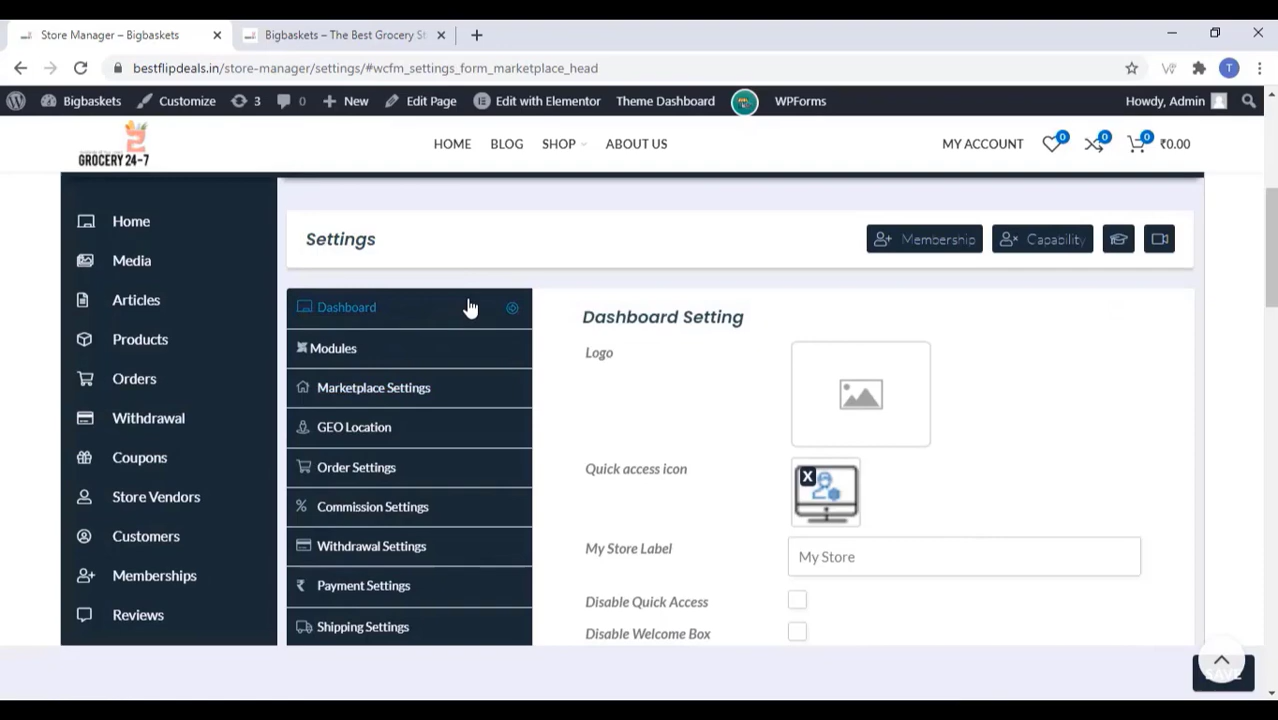 Store Manager – Bigbaskets
Bigbaskets – The Best Grocery St
bestflipdeals.in/store-manager/settings/#wcfm_settings_form_marketplace_head
T
Bigbaskets Customize 3 0 New Edit Page Edit with Elementor Theme Dashboard WPForms Howdy, Admin
GROCERY 24-7
HOME BLOG SHOP ABOUT US MY ACCOUNT 0 0 0 ₹0.00
Home
Media
Articles
Products
Orders
Withdrawal
Coupons
Store Vendors
Customers
Memberships
Reviews
Settings
Membership Capability
Dashboard
Modules
Marketplace Settings
GEO Location
Order Settings
Commission Settings
Withdrawal Settings
Payment Settings
Shipping Settings
Dashboard Setting
Logo
Quick access icon
X
My Store Label
My Store
Disable Quick Access
Disable Welcome Box
SAVE